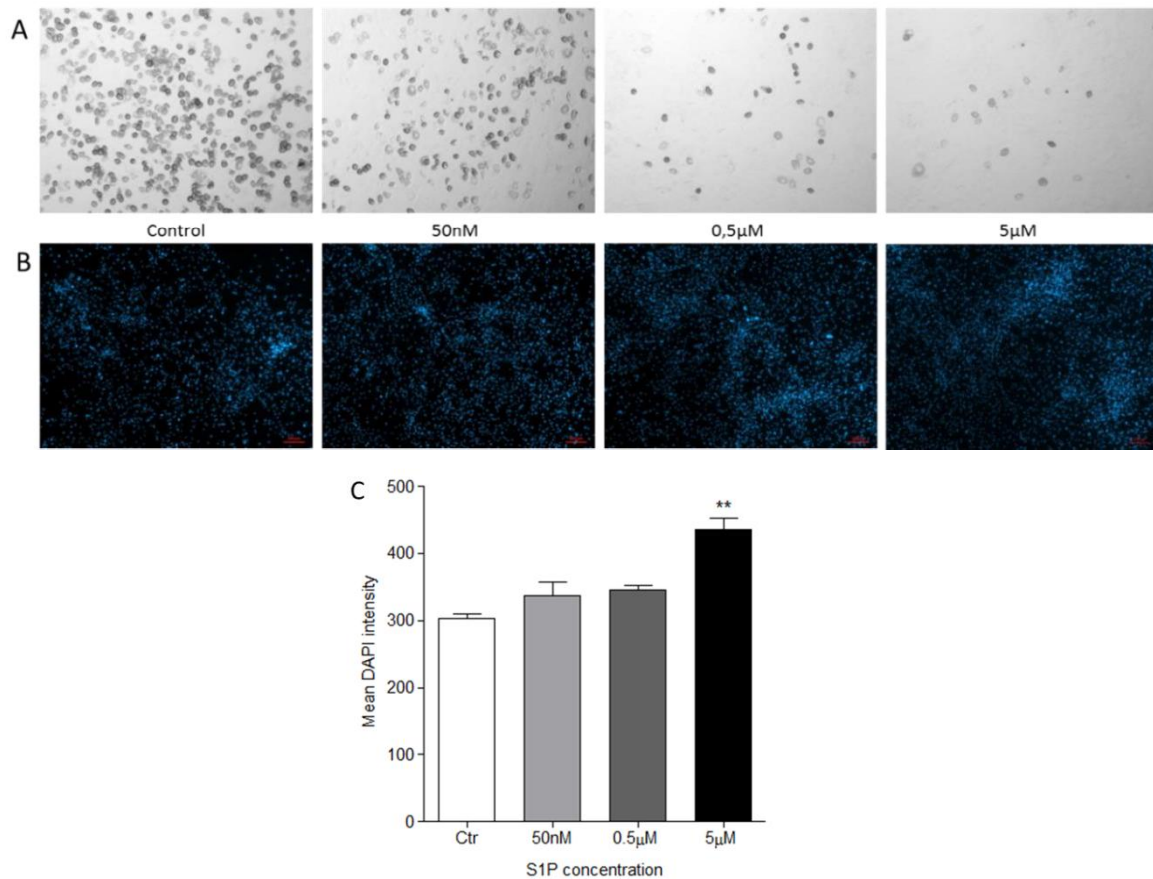 A
Control 50nM 0,5µM 5µM
B
C
500
400
300
200
100
0
Mean DAPI intensity
**
Ctr 50nM 0.5µM 5µM
S1P concentration